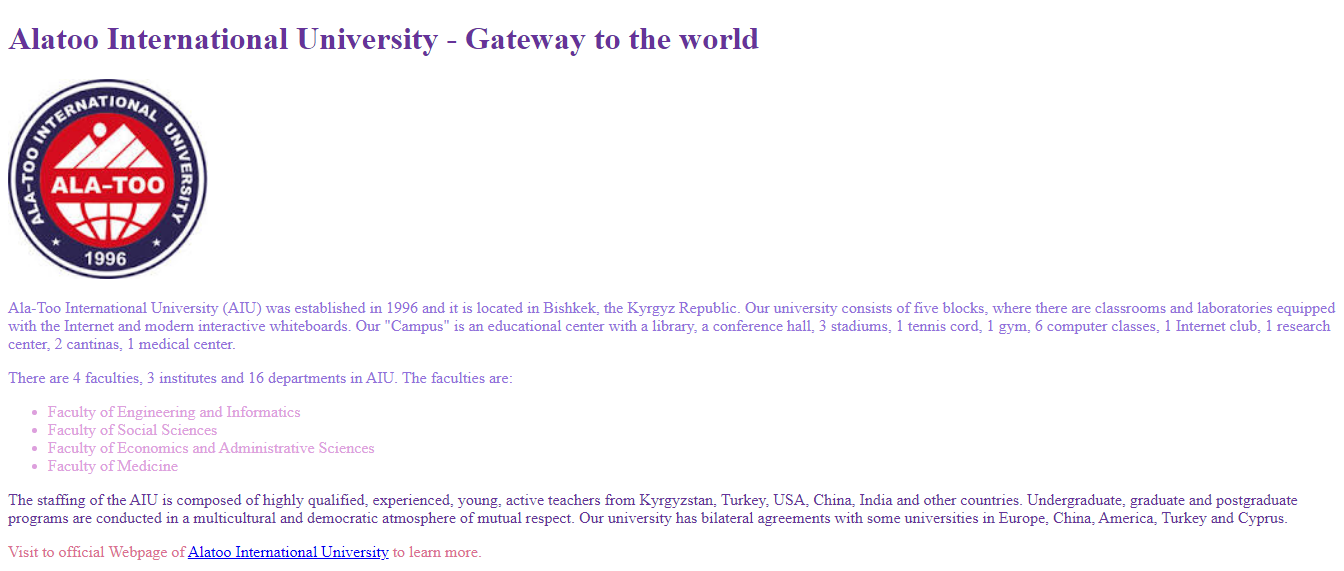 Alatoo International University - Gateway to the world
ALA-TOO INTERNATIONAL UNIVERSITY
ALA-TOO
1996
Ala-Too International University (AIU) was established in 1996 and it is located in Bishkek, the Kyrgyz Republic. Our university consists of five blocks, where there are classrooms and laboratories equipped
with the Internet and modern interactive whiteboards. Our "Campus" is an educational center with a library, a conference hall, 3 stadiums, 1 tennis cord, 1 gym, 6 computer classes, 1 Internet club, 1 research
center, 2 cantinas, 1 medical center.
There are 4 faculties, 3 institutes and 16 departments in AIU. The faculties are:
• Faculty of Engineering and Informatics
• Faculty of Social Sciences
• Faculty of Economics and Administrative Sciences
• Faculty of Medicine
The staffing of the AIU is composed of highly qualified, experienced, young, active teachers from Kyrgyzstan, Turkey, USA, China, India and other countries. Undergraduate, graduate and postgraduate
programs are conducted in a multicultural and democratic atmosphere of mutual respect. Our university has bilateral agreements with some universities in Europe, China, America, Turkey and Cyprus.
Visit to official Webpage of Alatoo International University to learn more.